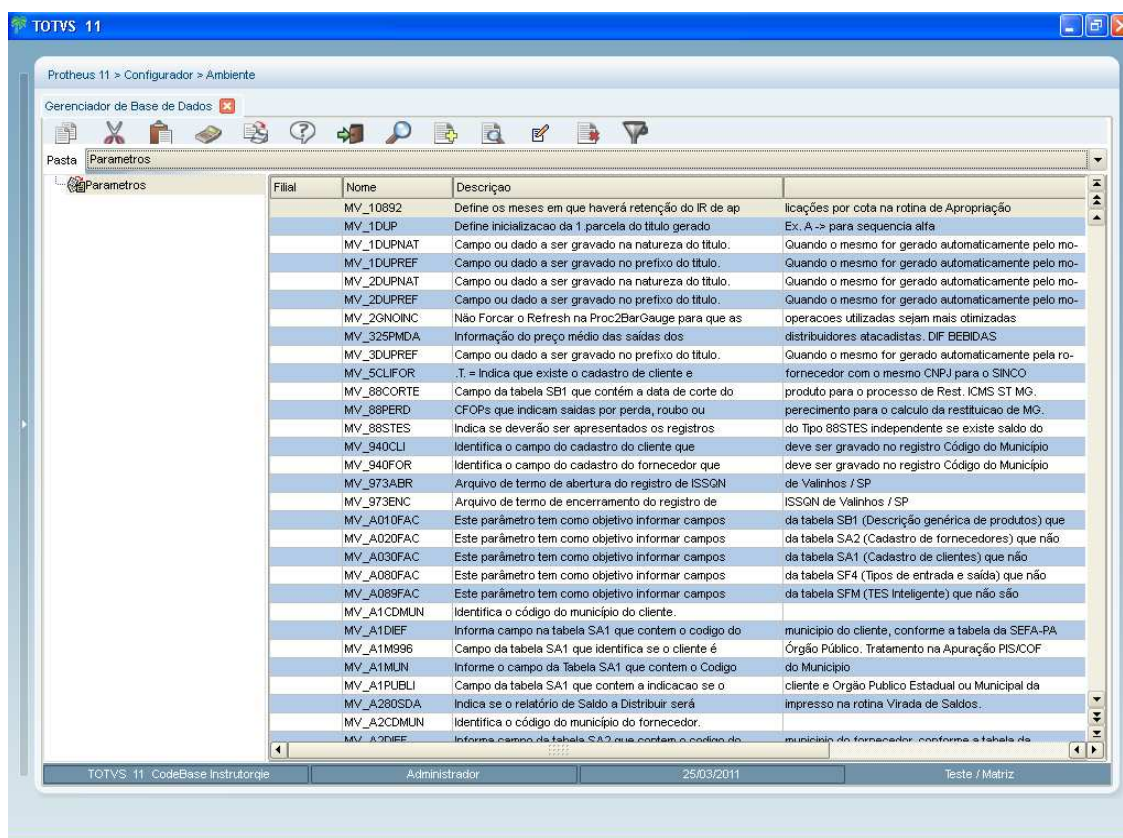 TOTVS 11
Protheus 11 > Configurador > Ambiente
Gerenciador de Base de Dados
Pasta Parametros
Parametros
Filial Nome Descriçao
MV_10892 Define os meses em que haverá retenção do IR de ap licações por cota na rotina de Apropriação
MV_1DUP Define inicializacao da 1.parcela do titulo gerado Ex. A -> para sequencia alfa
MV_1DUPNAT Campo ou dado a ser gravado na natureza do titulo. Quando o mesmo for gerado automaticamente pelo mo-
MV_1DUPREF Campo ou dado a ser gravado no prefixo do titulo. Quando o mesmo for gerado automaticamente pelo mo-
MV_2DUPNAT Campo ou dado a ser gravado na natureza do titulo. Quando o mesmo for gerado automaticamente pelo mo-
MV_2DUPREF Campo ou dado a ser gravado no prefixo do titulo. Quando o mesmo for gerado automaticamente pelo mo-
MV_2GNOINC Não Forcar o Refresh na Proc2BarGauge para que as operacoes utilizadas sejam mais otimizadas
MV_325PMDA Informação do preço médio das saídas dos distribuidores atacadistas. DIF BEBIDAS
MV_3DUPREF Campo ou dado a ser gravado no prefixo do titulo. Quando o mesmo for gerado automaticamente pela ro-
MV_5CLIFOR .T. = Indica que existe o cadastro de cliente e fornecedor com o mesmo CNPJ para o SINCO
MV_88CORTE Campo da tabela SB1 que contém a data de corte do produto para o processo de Rest. ICMS ST MG.
MV_88PERD CFOPs que indicam saidas por perda, roubo ou perecimento para o calculo da restituicao de MG.
MV_88STES Indica se deverão ser apresentados os registros do Tipo 88STES independente se existe saldo do
MV_940CLI Identifica o campo do cadastro do cliente que deve ser gravado no registro Código do Município
MV_940FOR Identifica o campo do cadastro do fornecedor que deve ser gravado no registro Código do Município
MV_973ABR Arquivo de termo de abertura do registro de ISSQN de Valinhos / SP
MV_973ENC Arquivo de termo de encerramento do registro de ISSQN de Valinhos / SP
MV_A010FAC Este parâmetro tem como objetivo informar campos da tabela SB1 (Descrição genérica de produtos) que
MV_A020FAC Este parâmetro tem como objetivo informar campos da tabela SA2 (Cadastro de fornecedores) que não
MV_A030FAC Este parâmetro tem como objetivo informar campos da tabela SA1 (Cadastro de clientes) que não
MV_A080FAC Este parâmetro tem como objetivo informar campos da tabela SF4 (Tipos de entrada e saída) que não
MV_A089FAC Este parâmetro tem como objetivo informar campos da tabela SFM (TES Inteligente) que não são
MV_A1CDMUN Identifica o código do município do cliente.
MV_A1DIEF Informa campo na tabela SA1 que contem o codigo do municipio do cliente, conforme a tabela da SEFA-PA
MV_A1M996 Campo da tabela SA1 que identifica se o cliente é Órgão Público. Tratamento na Apuração PIS/COF
MV_A1MUN Informe o campo da Tabela SA1 que contem o Codigo do Municipio
MV_A1PUBLI Campo da tabela SA1 que contem a indicacao se o cliente e Orgão Publico Estadual ou Municipal da
MV_A280SDA Indica se o relatório de Saldo a Distribuir será impresso na rotina Virada de Saldos.
MV_A2CDMUN Identifica o código do município do fornecedor.
MV_A2DIEF Informa campo da tabela SA2 que contem o codigo do municipio do fornecedor, conforme a tabela da
TOTVS 11 CodeBase Instrutorqie Administrador 25/03/2011 Teste / Matriz